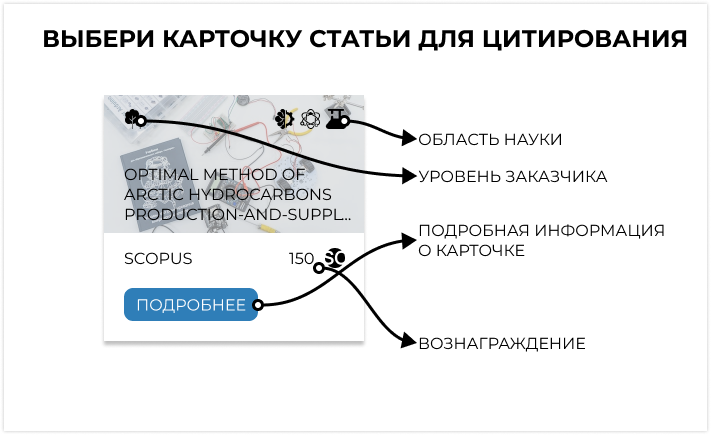 ВЫБЕРИ КАРТОЧКУ СТАТЬИ ДЛЯ ЦИТИРОВАНИЯ
ОБЛАСТЬ НАУКИ
УРОВЕНЬ ЗАКАЗЧИКА
OPTIMAL METHOD OF
ARCTIC HYDROCARBONS
PRODUCTION-AND-SUPPL...
ПОДРОБНАЯ ИНФОРМАЦИЯ
О КАРТОЧКЕ
SCOPUS 150 SC
ПОДРОБНЕЕ
ВОЗНАГРАЖДЕНИЕ